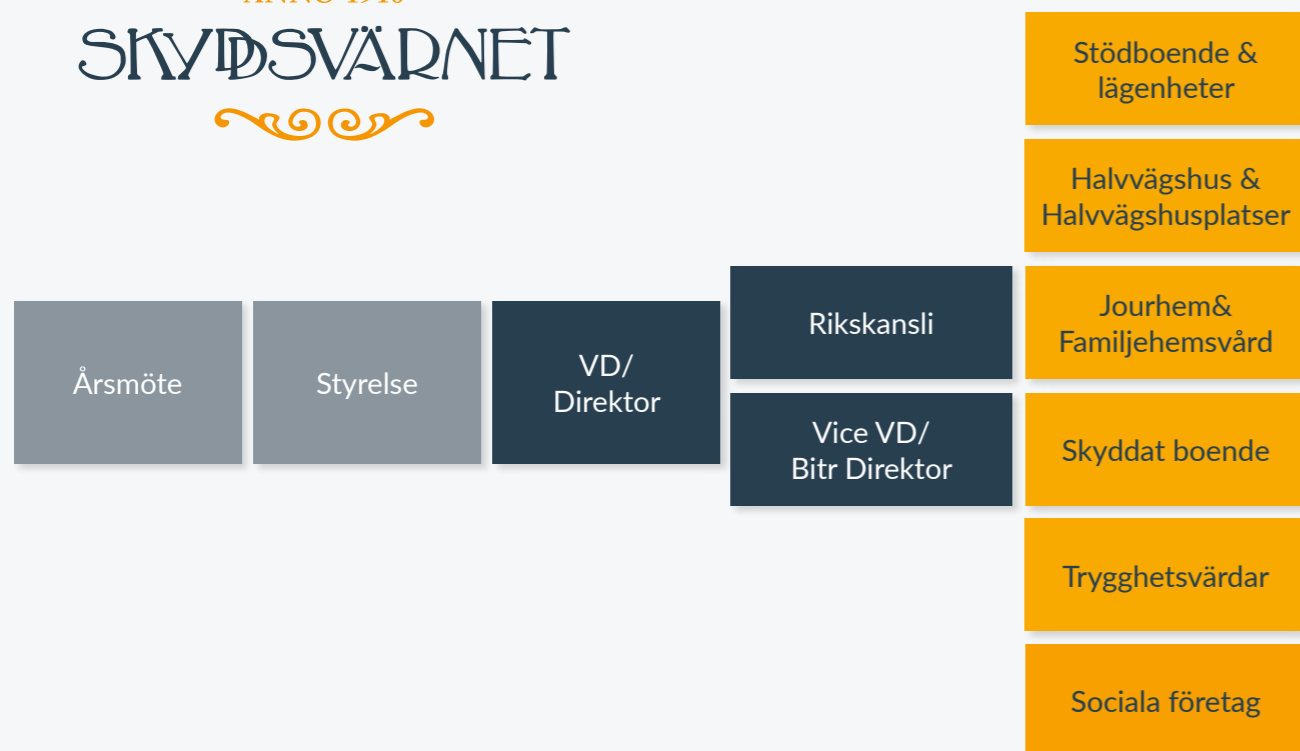 SKYDDSVÄRNET
Stödboende &
lägenheter
Halvvägshus &
Halvvägshusplatser
Årsmöte
Styrelse
VD/
Direktor
Rikskansli
Vice VD/
Bitr Direktor
Jourhem&
Familjehemsvård
Skyddat boende
Trygghetsvärdar
Sociala företag